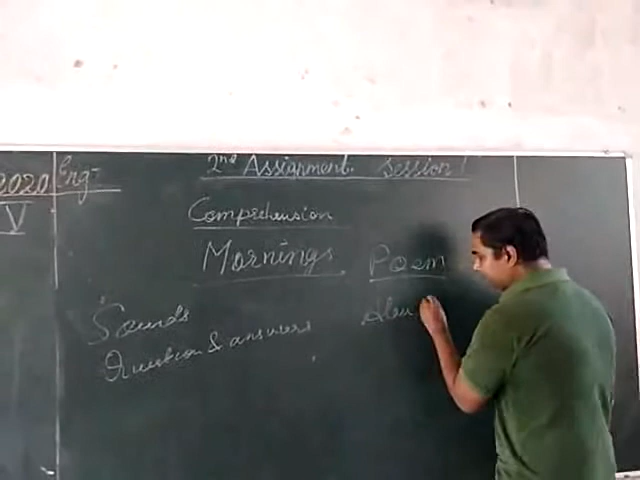 2020 Eng-
V
2nd Assignment Session!
Comprehension
Mornings Poem
Sounds
Question & answers